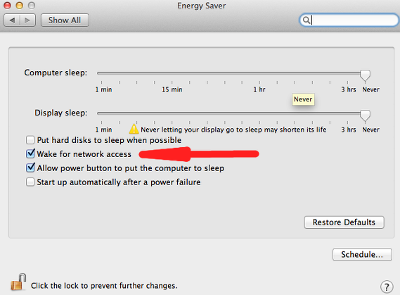 Energy Saver
Show All
Computer sleep:
1 min 15 min 1 hr 3 hrs Never
Never
Display sleep:
1 min Never letting your display go to sleep may shorten its life 3 hrs Never
Put hard disks to sleep when possible
Wake for network access
Allow power button to put the computer to sleep
Start up automatically after a power failure
Restore Defaults
Schedule...
Click the lock to prevent further changes.
?